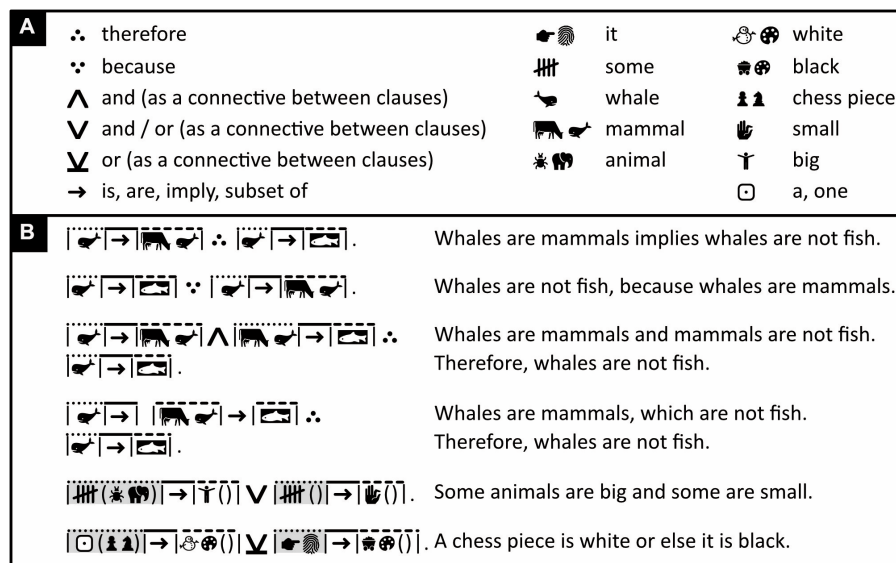 A
∴ therefore
∵ because
∧ and (as a connective between clauses)
∨ and / or (as a connective between clauses)
⊻ or (as a connective between clauses)
→ is, are, imply, subset of
it
some
whale
mammal
animal
white
black
chess piece
small
big
a, one
B
Whales are mammals implies whales are not fish.
Whales are not fish, because whales are mammals.
Whales are mammals and mammals are not fish.
Therefore, whales are not fish.
Whales are mammals, which are not fish.
Therefore, whales are not fish.
Some animals are big and some are small.
A chess piece is white or else it is black.